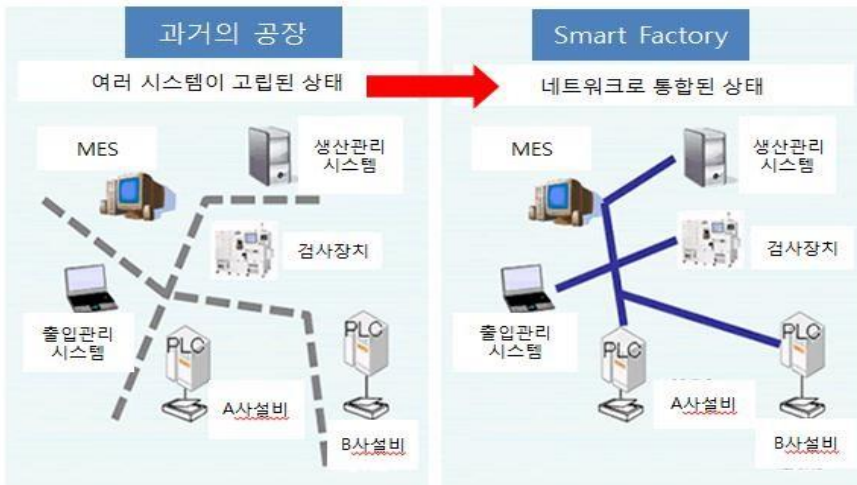 과거의 공장
여러 시스템이 고립된 상태
MES
생산관리
시스템
검사장치
출입관리
시스템
PLC
A사설비
PLC
B사설비
Smart Factory
네트워크로 통합된 상태
MES
생산관리
시스템
검사장치
출입관리
시스템
PLC
A사설비
PLC
B사설비